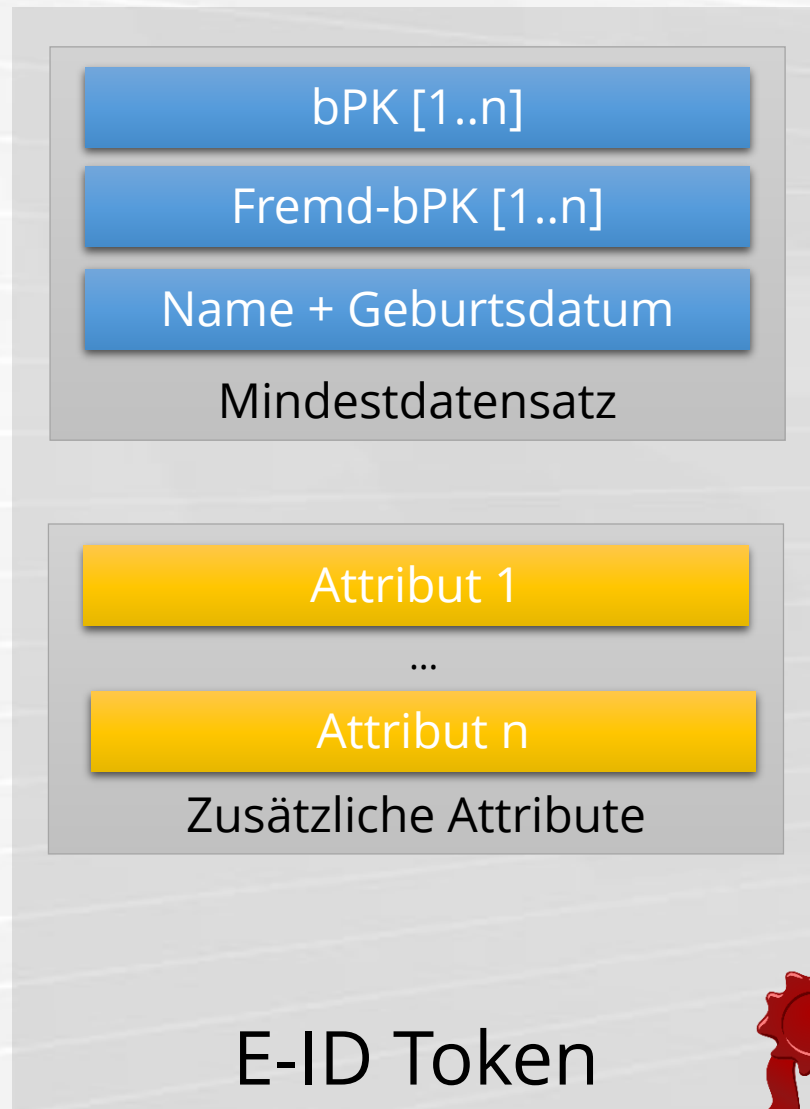 bPK [1..n]
Fremd-bPK [1..n]
Name + Geburtsdatum
Mindestdatensatz
Attribut 1
...
Attribut n
Zusätzliche Attribute
E-ID Token